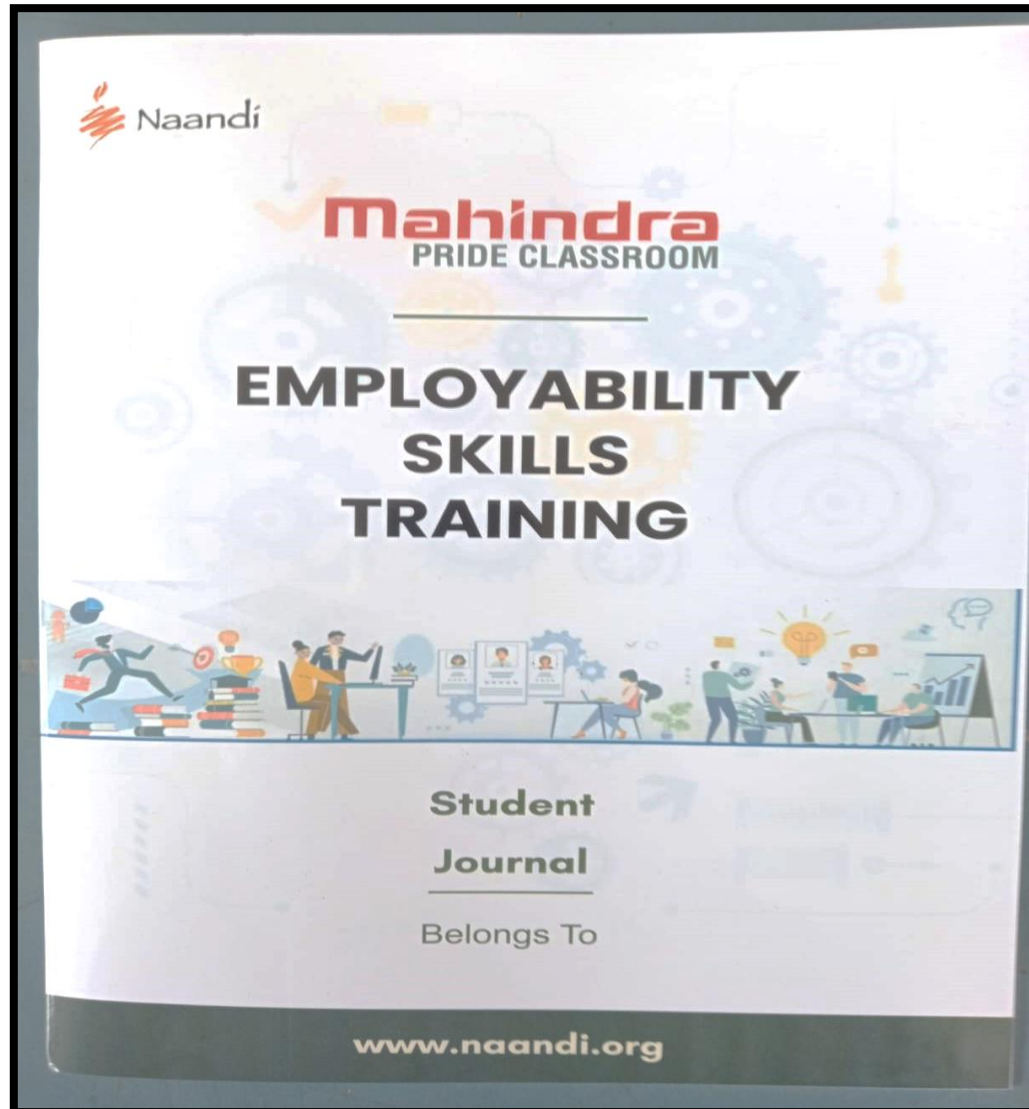 Naandi
Mahindra
PRIDE CLASSROOM
EMPLOYABILITY
SKILLS
TRAINING
Student
Journal
Belongs To
www.naandi.org